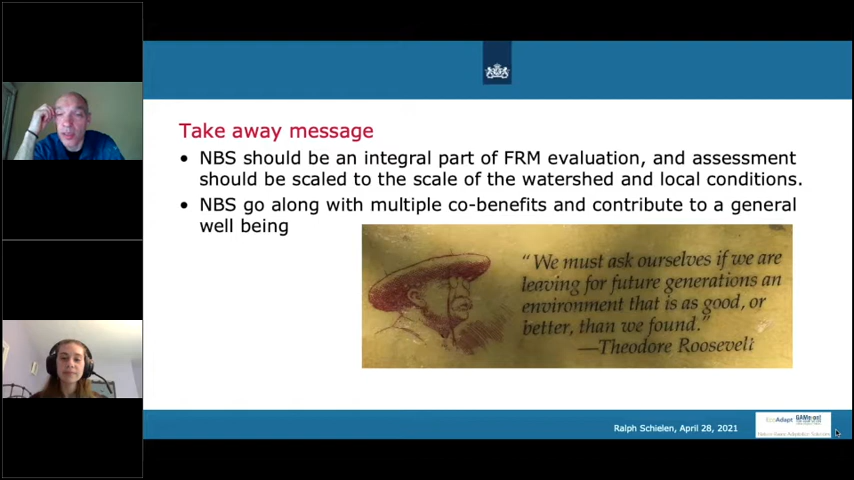 Take away message
• NBS should be an integral part of FRM evaluation, and assessment
should be scaled to the scale of the watershed and local conditions.
• NBS go along with multiple co-benefits and contribute to a general
well being
“We must ask ourselves if we are
leaving for future generations an
environment that is as good, or
better, than we found.”
—Theodore Roosevelt
Ralph Schielen, April 28, 2021
EcoAdapt